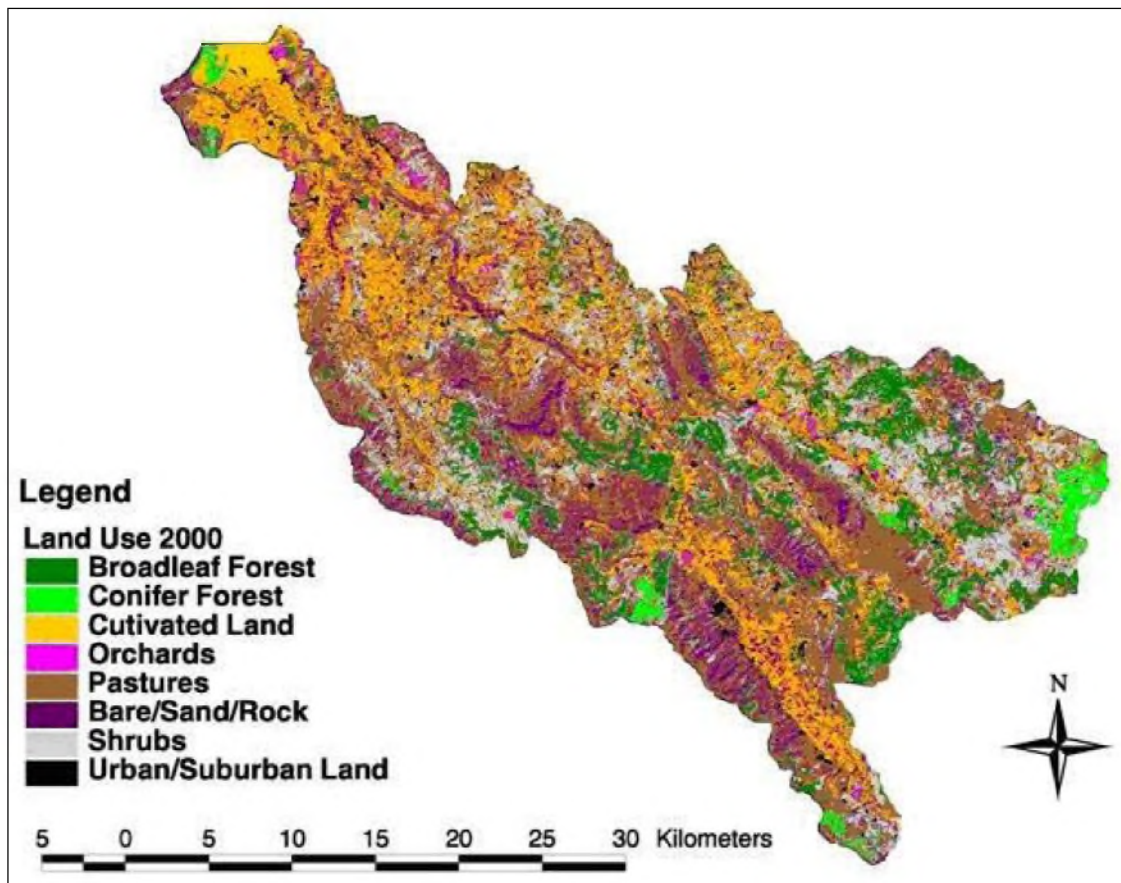 Legend
Land Use 2000
Broadleaf Forest
Conifer Forest
Cutivated Land
Orchards
Pastures
Bare/Sand/Rock
Shrubs
Urban/Suburban Land
N
5 0 5 10 15 20 25 30 Kilometers